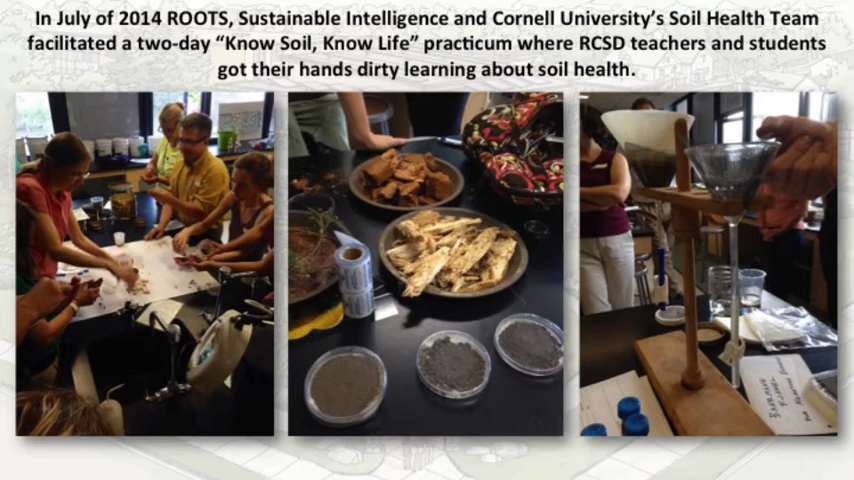 In July of 2014 ROOTS, Sustainable Intelligence and Cornell University's Soil Health Team
facilitated a two-day “Know Soil, Know Life” practicum where RCSD teachers and students
got their hands dirty learning about soil health.